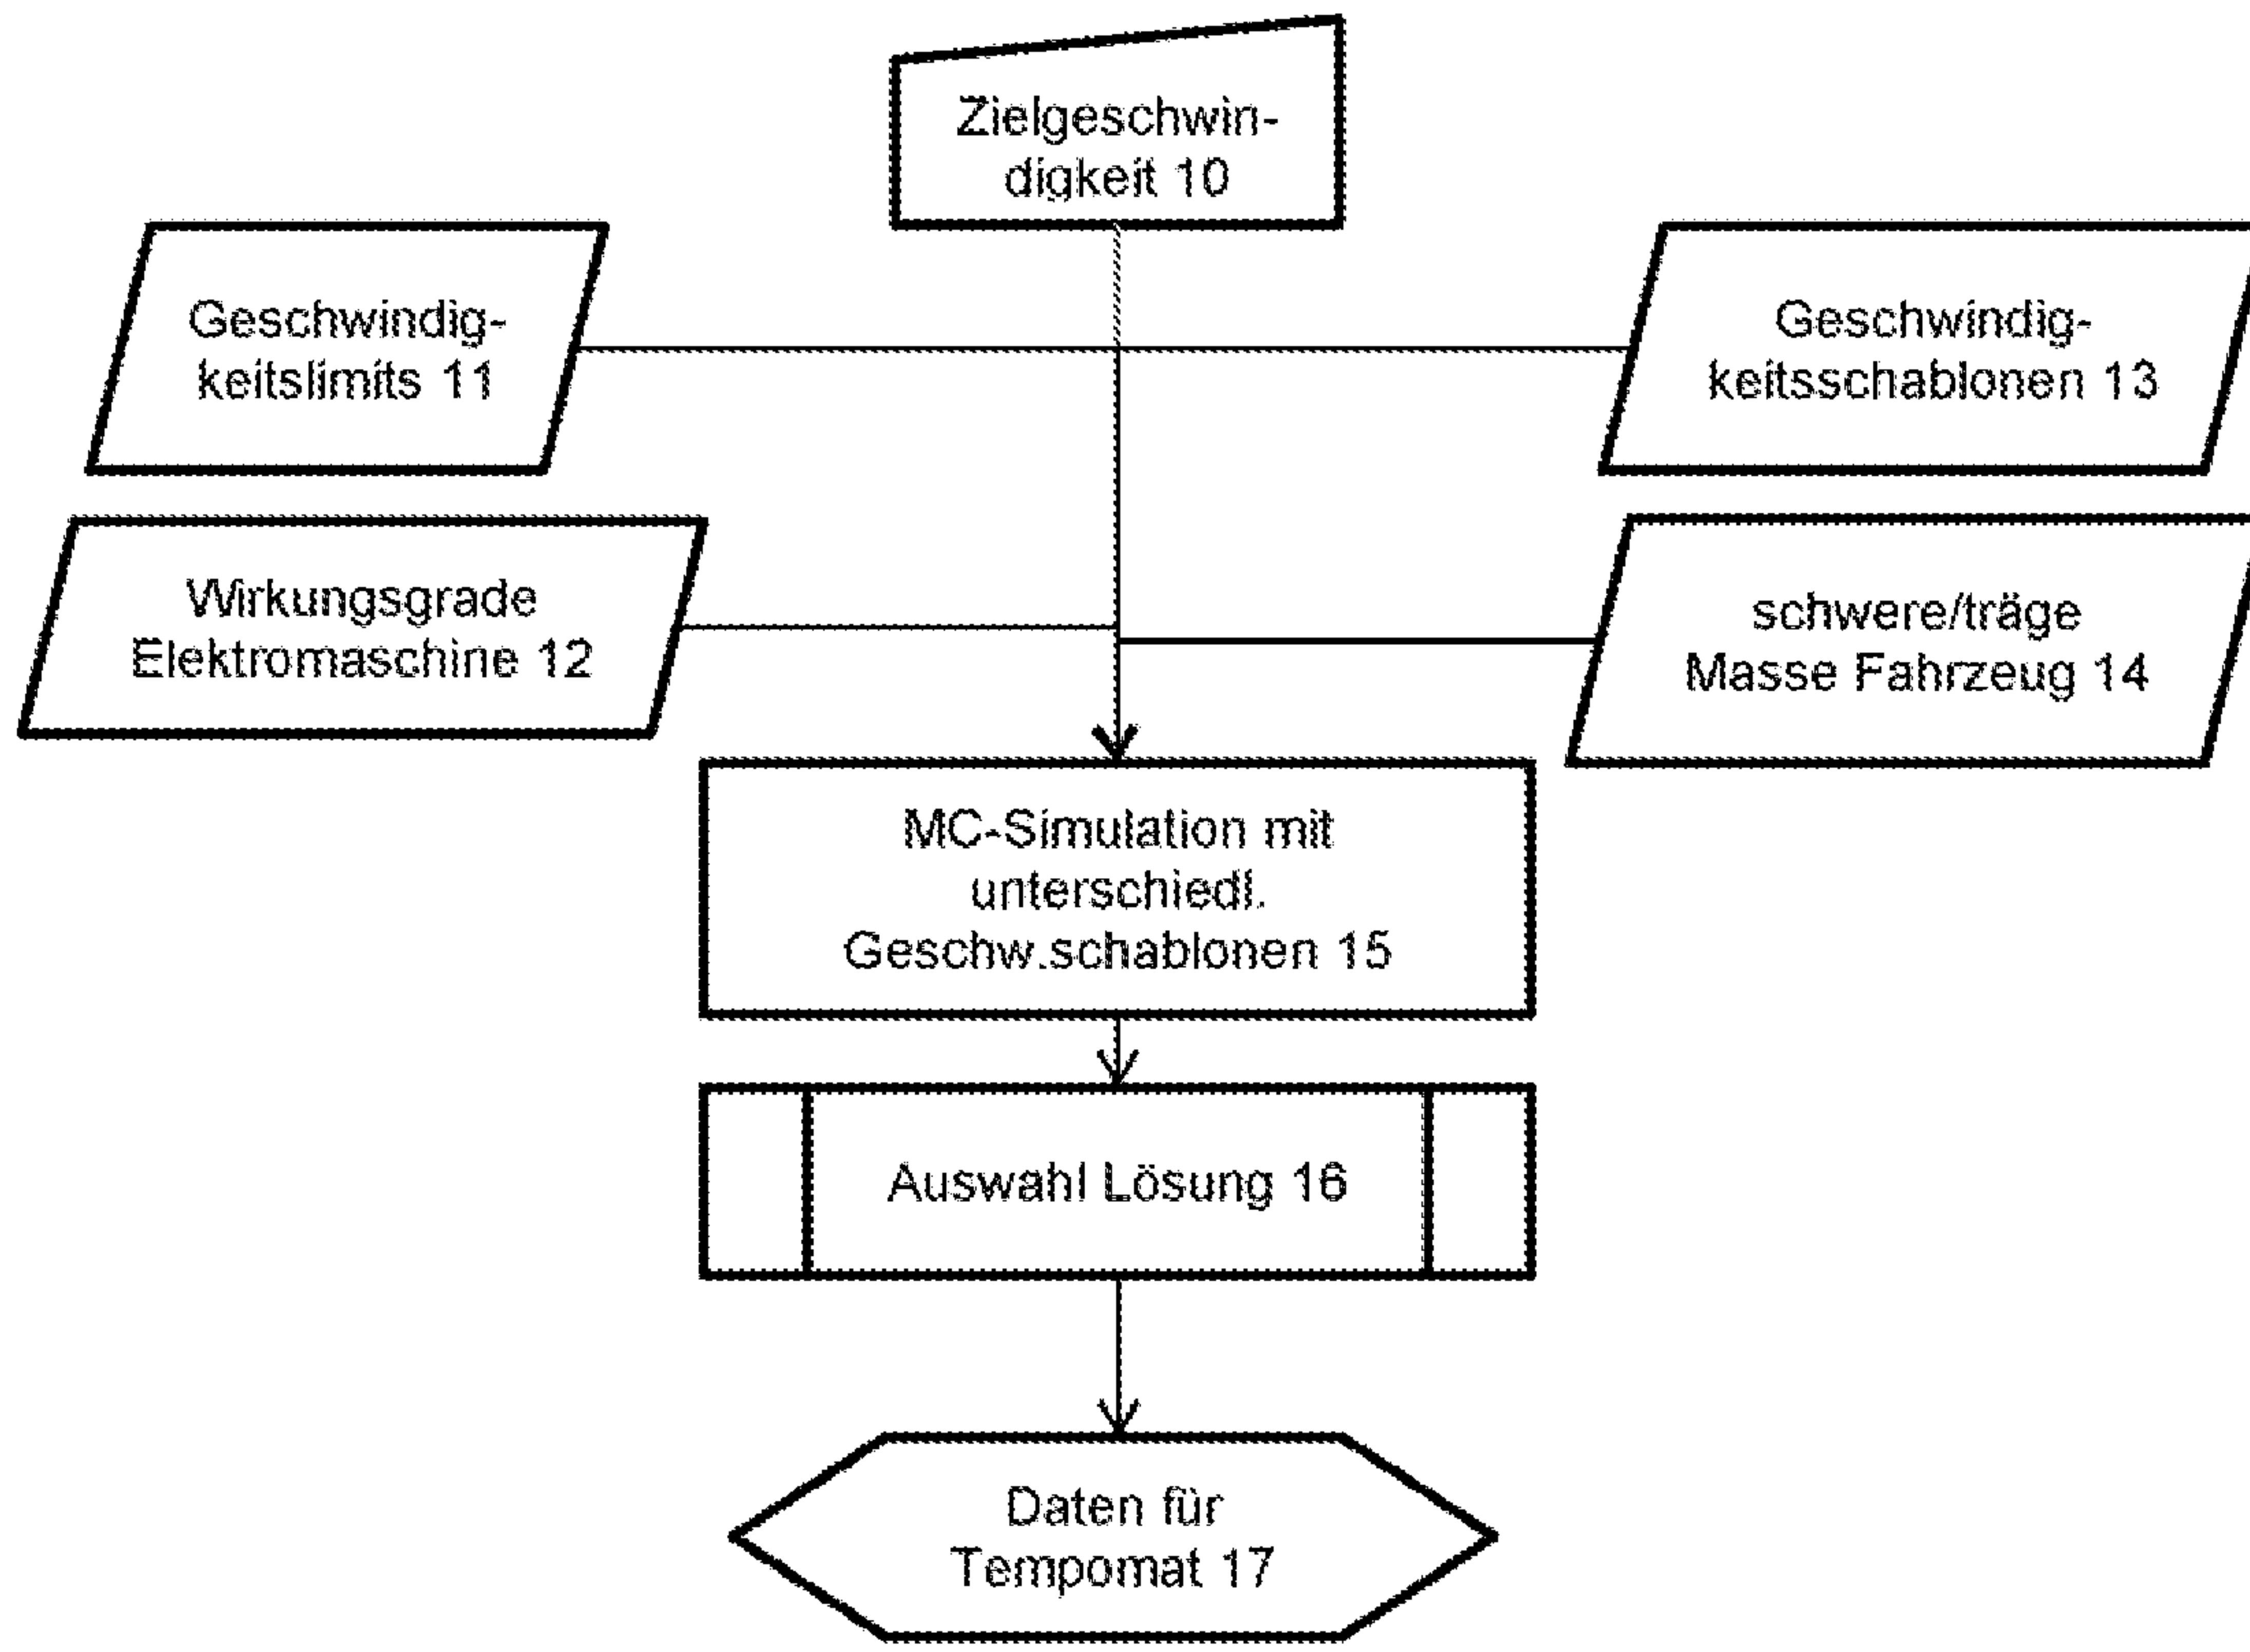 Zielgeschwin-
digkeit 10
Geschwindig-
keitslimits 11
Geschwindig-
keitsschablonen 13
Wirkungsgrade
Elektromaschine 12
schwere/träge
Masse Fahrzeug 14
MC-Simulation mit
unterschiedl.
Geschw.schablonen 15
Auswahl Lösung 16
Daten für
Tempomat 17